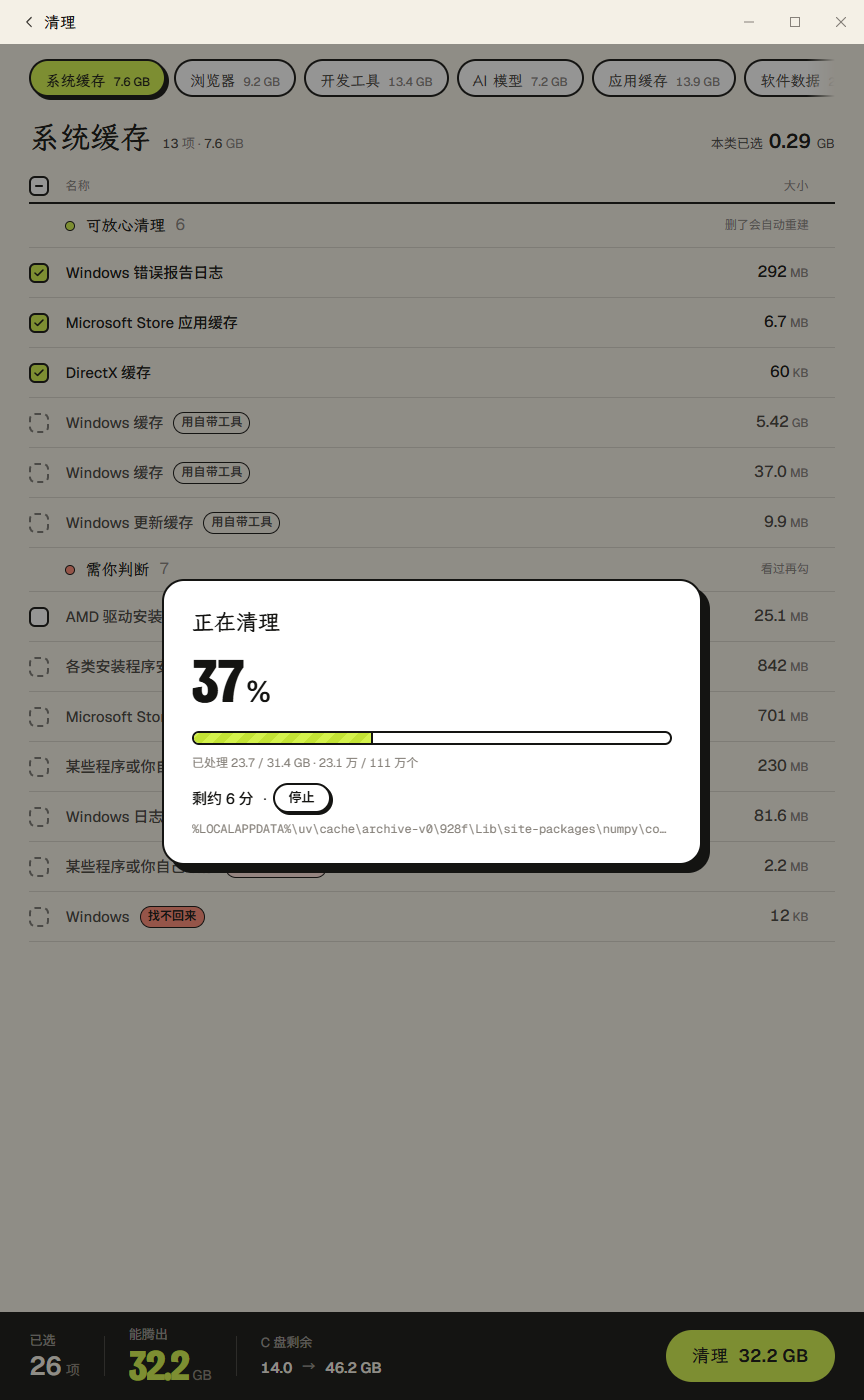 清理
系统缓存 7.6 GB
浏览器 9.2 GB
开发工具 13.4 GB
AI 模型 7.2 GB
应用缓存 13.9 GB
软件数据
系统缓存 13 项 · 7.6 GB
本类已选 0.29 GB
名称 大小
可放心清理 6 删了会自动重建
Windows 错误报告日志 292 MB
Microsoft Store 应用缓存 6.7 MB
DirectX 缓存 60 KB
Windows 缓存 用自带工具 5.42 GB
Windows 缓存 用自带工具 37.0 MB
Windows 更新缓存 用自带工具 9.9 MB
需你判断 7 看过再勾
AMD 驱动安装 25.1 MB
各类安装程序 842 MB
Microsoft Sto 701 MB
某些程序或你自 230 MB
Windows 日志 81.6 MB
某些程序或你自 2.2 MB
Windows 找不回来 12 KB
正在清理
37%
已处理 23.7 / 31.4 GB · 23.1 万 / 111 万个
剩约 6 分 · 停止
%LOCALAPPDATA%\uv\cache\archive-v0\928f\Lib\site-packages\numpy\co…
已选
26 项
能腾出
32.2 GB
C 盘剩余
14.0 → 46.2 GB
清理 32.2 GB